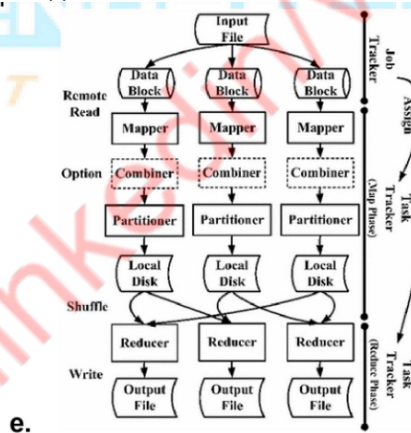 Input
File
Data
Block
Data
Block
Data
Block
Remote
Read
Mapper
Mapper
Mapper
Option
Combiner
Combiner
Combiner
Partitioner
Partitioner
Partitioner
Local
Disk
Local
Disk
Local
Disk
Shuffle
Reducer
Reducer
Reducer
Write
Output
File
Output
File
Output
File
Job
Tracker
Assign
Task
Tracker
(Map Phase)
Task
Tracker
(Reduce Phase)
e.
linkedin/